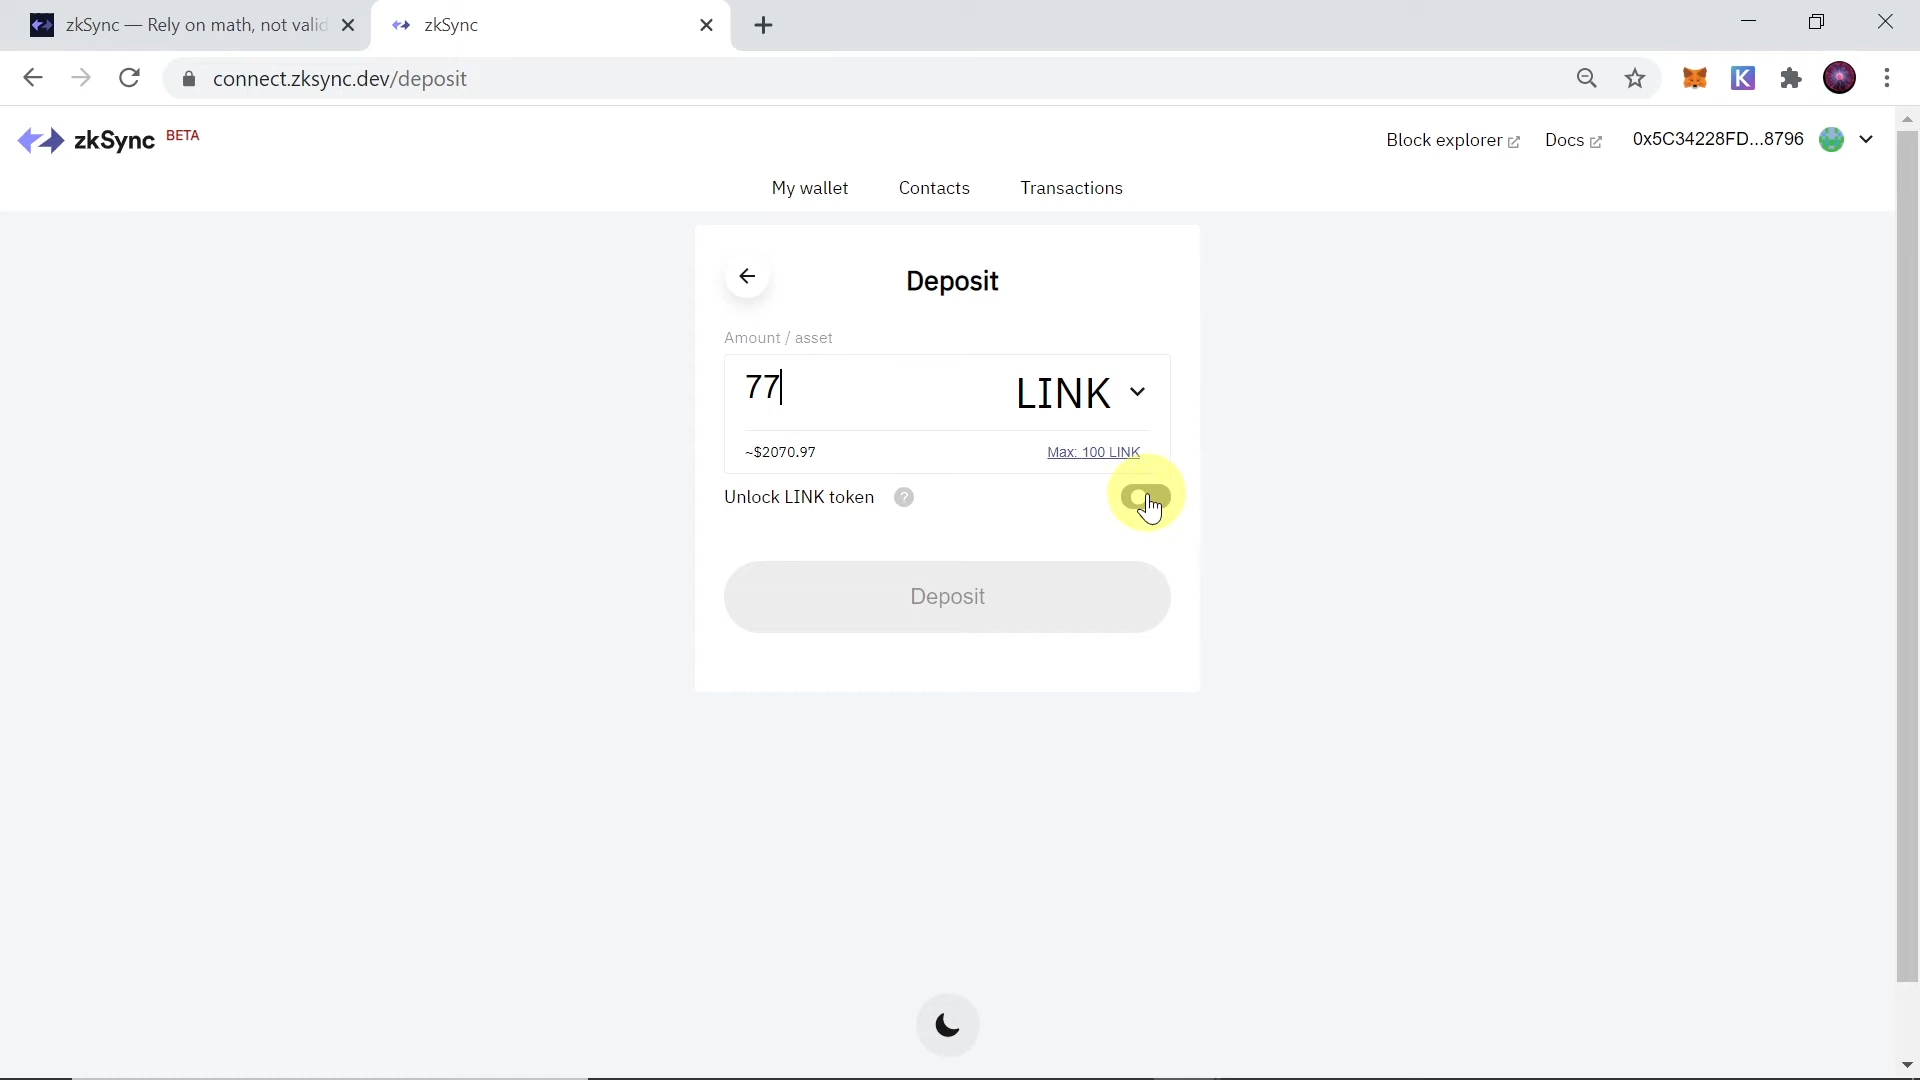 zkSync — Rely on math, not valid
zkSync
connect.zksync.dev/deposit
K
zkSync BETA
Block explorer
Docs
0x5C34228FD...8796
My wallet
Contacts
Transactions
Deposit
Amount / asset
77
LINK
~$2070.97
Max: 100 LINK
Unlock LINK token ?
Deposit